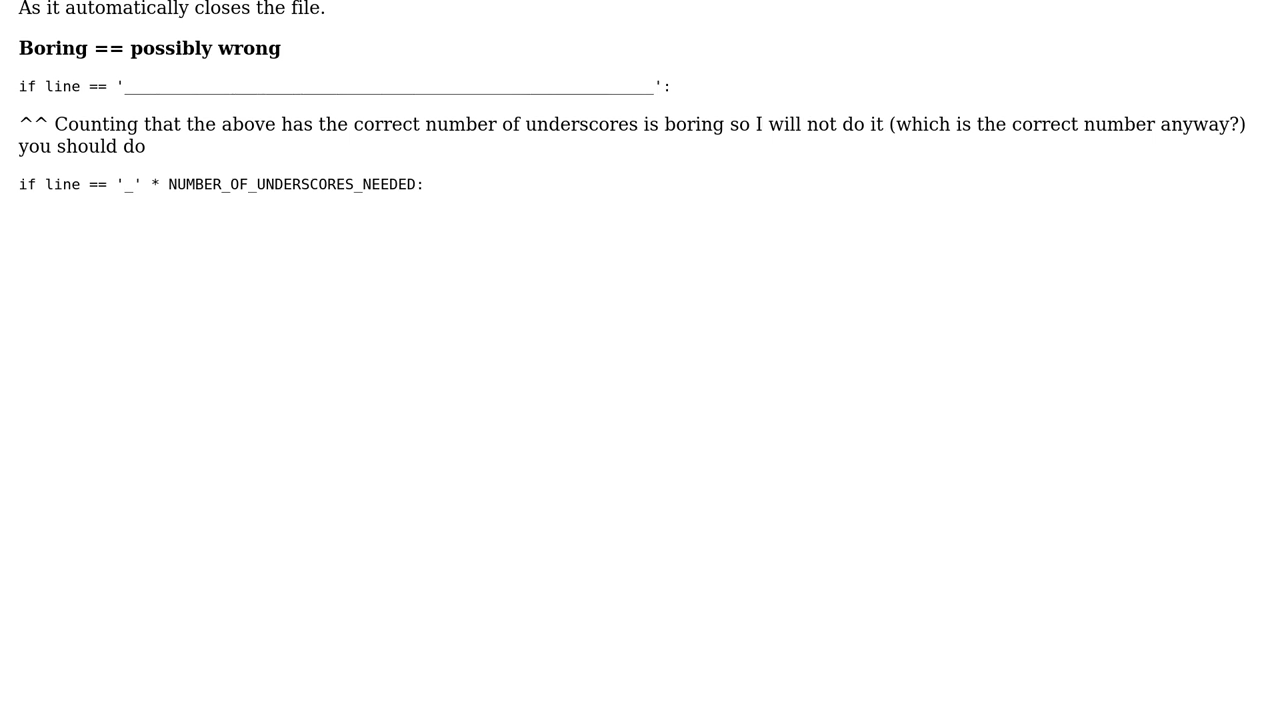 As it automatically closes the file.
Boring == possibly wrong
if line == '____________________________________________________________':
^^ Counting that the above has the correct number of underscores is boring so I will not do it (which is the correct number anyway?)
you should do
if line == '_' * NUMBER_OF_UNDERSCORES_NEEDED: